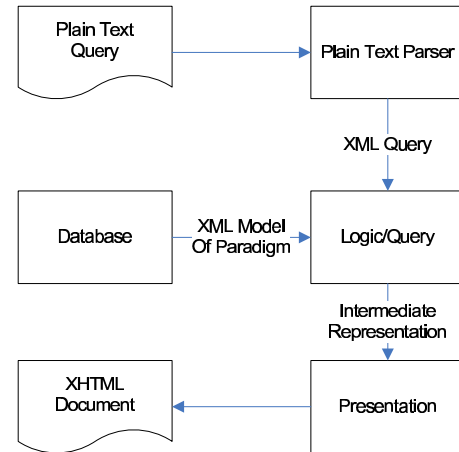 Plain Text
Query
Plain Text Parser
XML Query
Database
XML Model
Of Paradigm
Logic/Query
Intermediate
Representation
XHTML
Document
Presentation